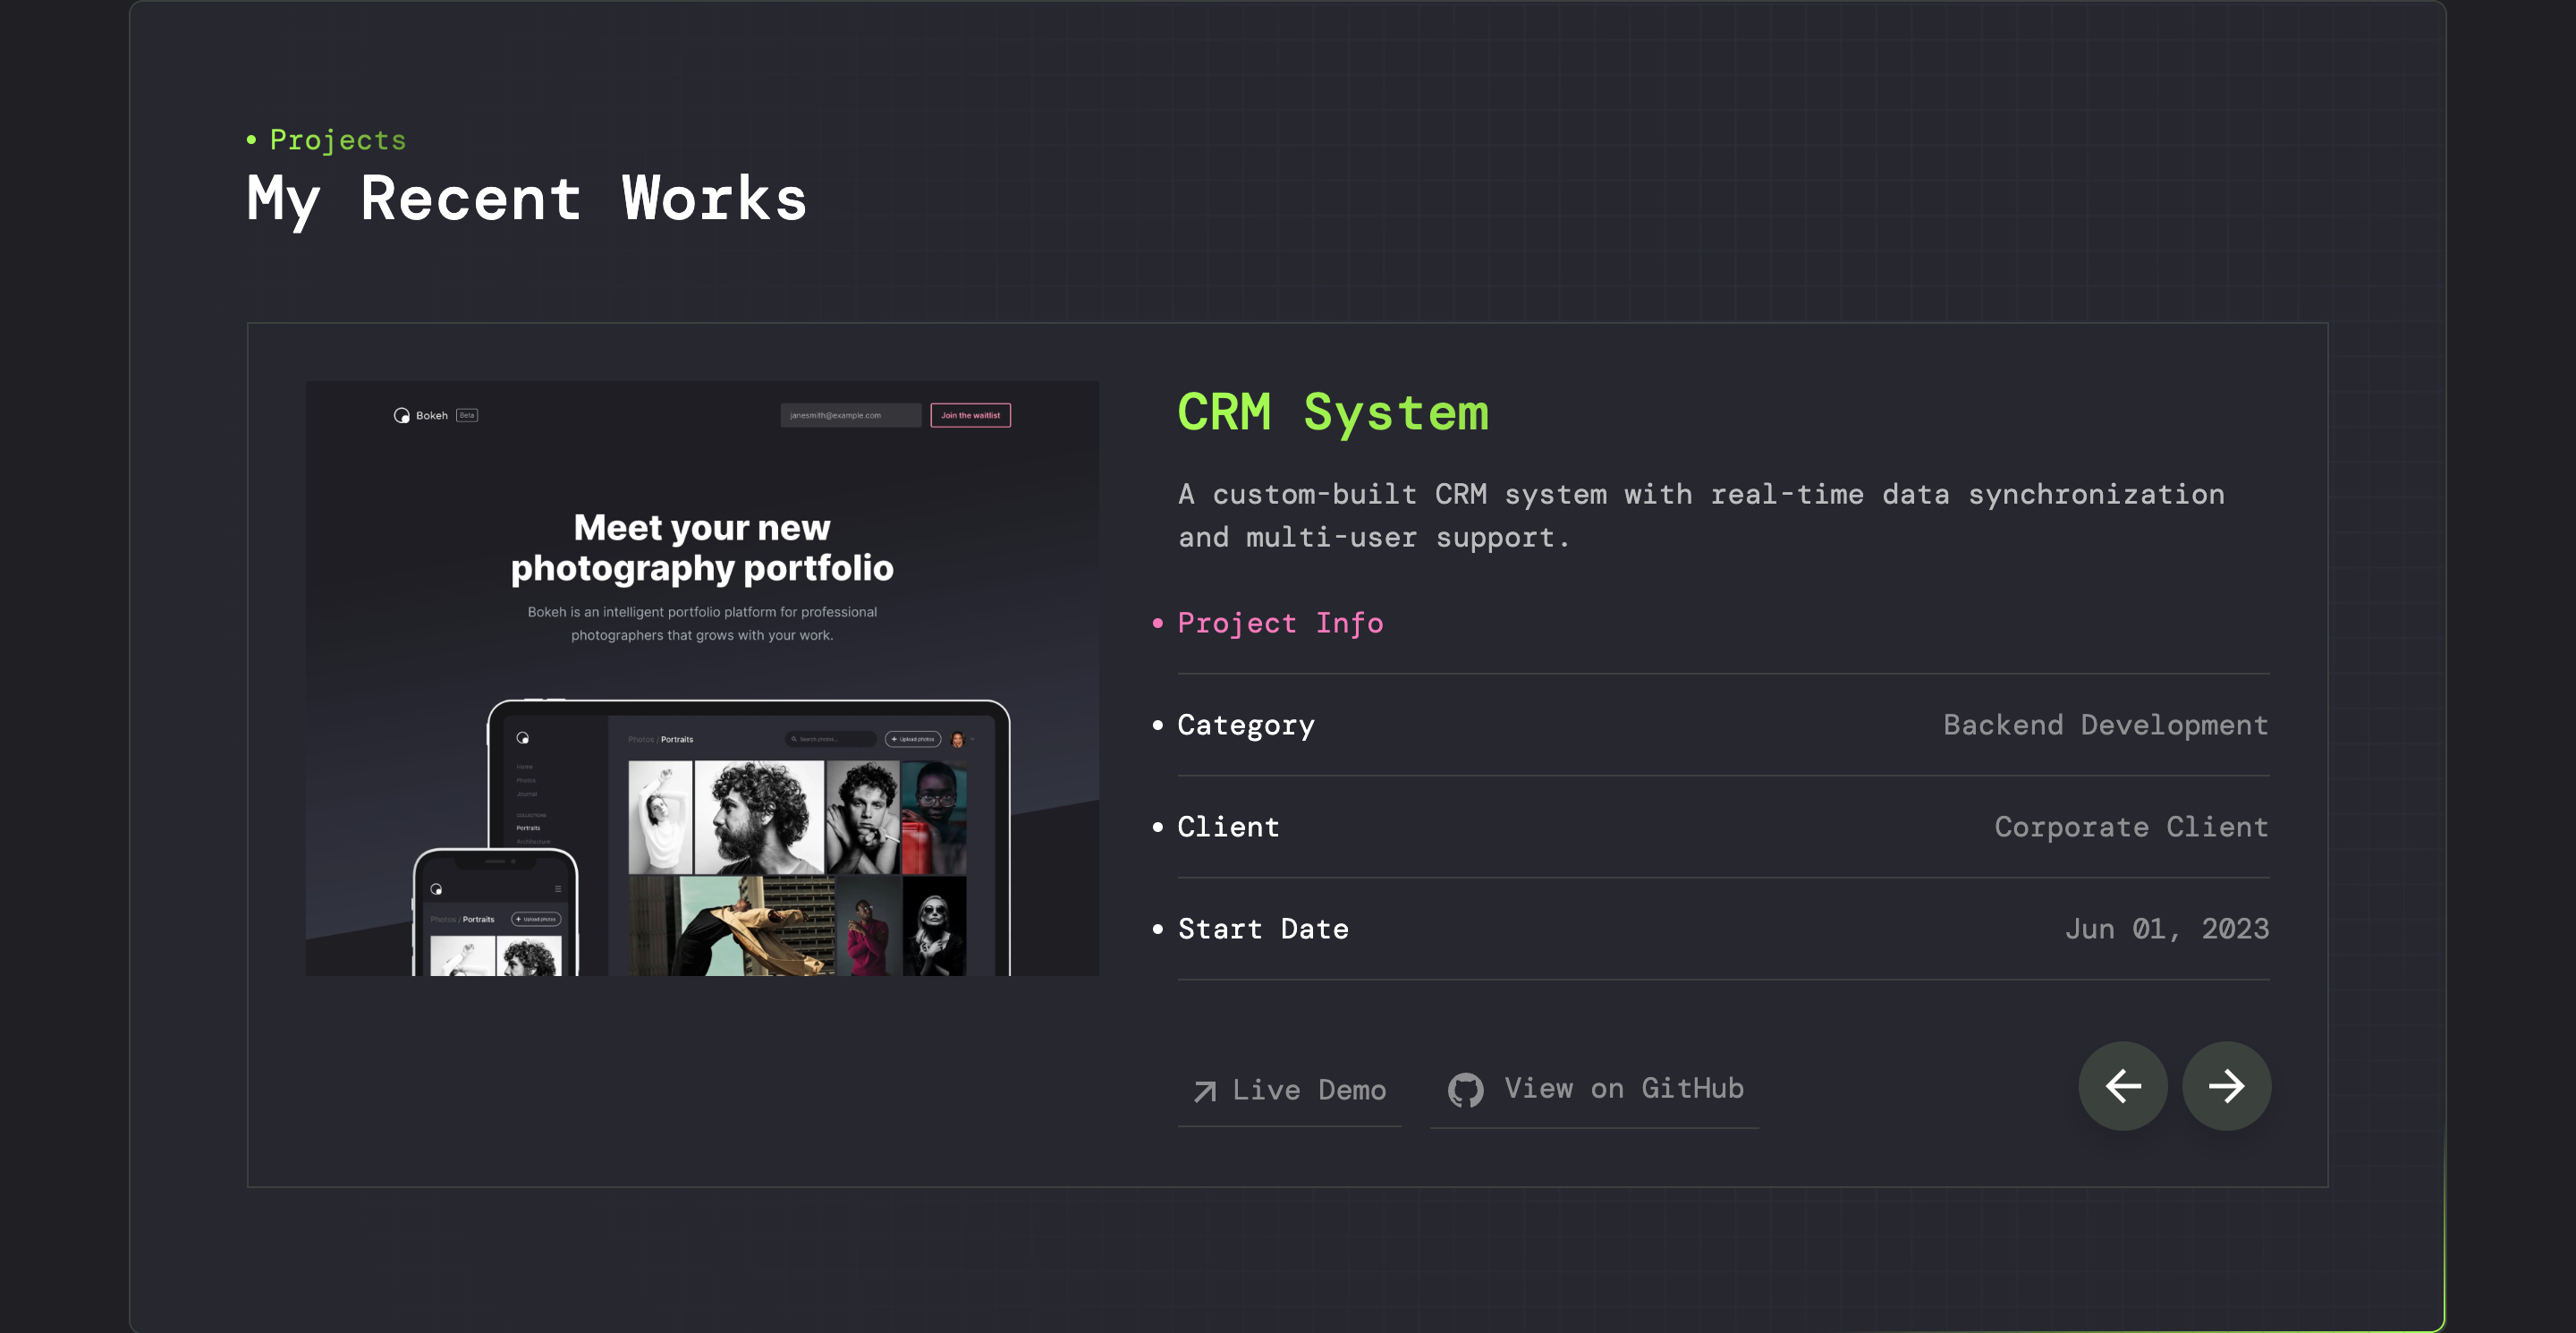 Projects
My Recent Works
Bokeh Beta
janesmith@example.com
Join the waitlist
Meet your new
photography portfolio
Bokeh is an intelligent portfolio platform for professional
photographers that grows with your work.
Photos / Portraits
Search photos...
+ Upload photos
Home
Photos
Journal
COLLECTIONS
Portraits
Architecture
Photos / Portraits
+ Upload photos
CRM System
A custom-built CRM system with real-time data synchronization
and multi-user support.
Project Info
Category Backend Development
Client Corporate Client
Start Date Jun 01, 2023
Live Demo
View on GitHub